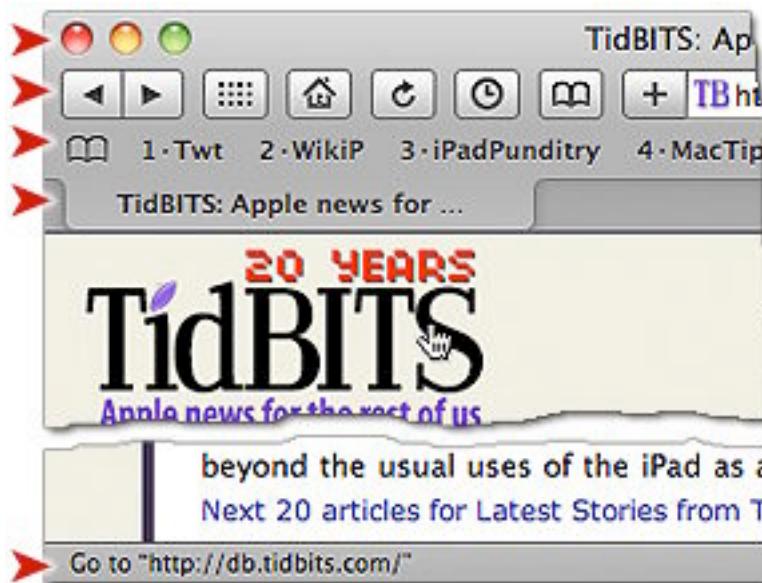 TidBITS: Ap
TB ht
1·Twt 2·WikiP 3·iPadPunditry 4·MacTip
TidBITS: Apple news for ...
20 YEARS
TidBITS
Apple news for the rest of us
beyond the usual uses of the iPad as a
Next 20 articles for Latest Stories from T
Go to "http://db.tidbits.com/"